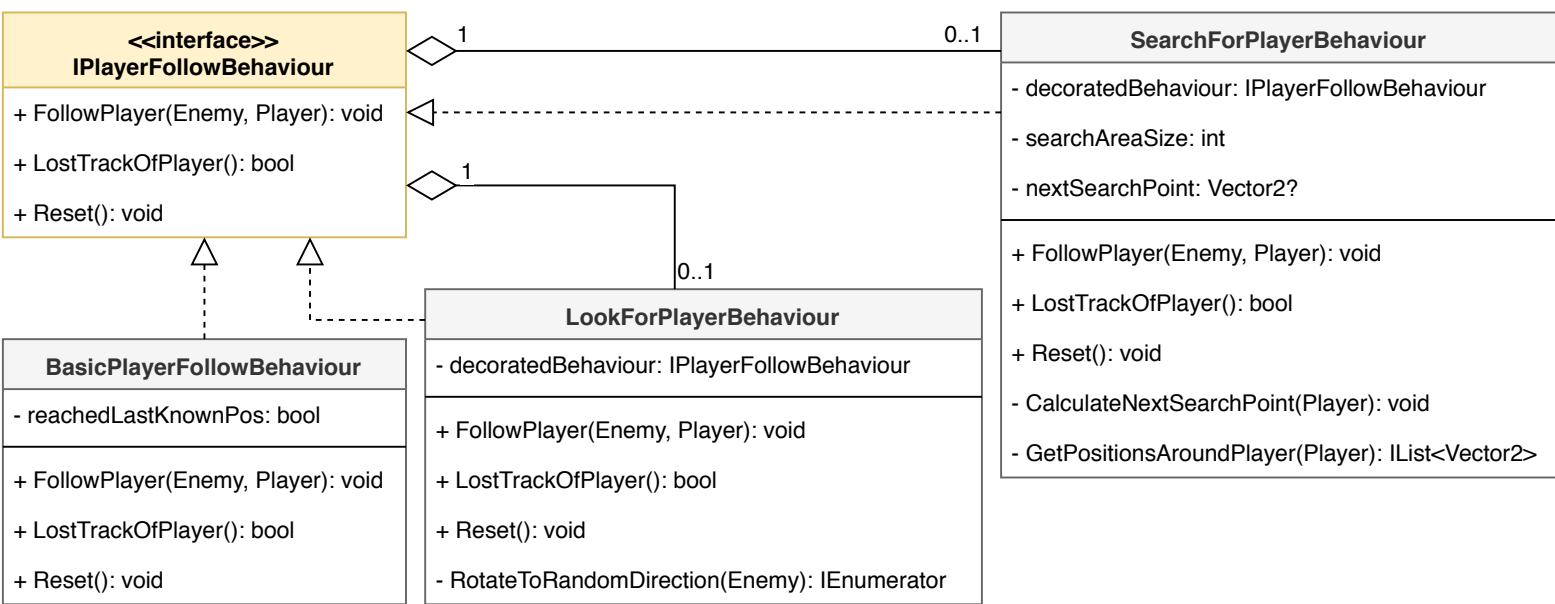 <<interface>>
IPlayerFollowBehaviour
+ FollowPlayer(Enemy, Player): void
+ LostTrackOfPlayer(): bool
+ Reset(): void
1
0..1
1
0..1
SearchForPlayerBehaviour
- decoratedBehaviour: IPlayerFollowBehaviour
- searchAreaSize: int
- nextSearchPoint: Vector2?
+ FollowPlayer(Enemy, Player): void
+ LostTrackOfPlayer(): bool
+ Reset(): void
- CalculateNextSearchPoint(Player): void
- GetPositionsAroundPlayer(Player): IList<Vector2>
BasicPlayerFollowBehaviour
- reachedLastKnownPos: bool
+ FollowPlayer(Enemy, Player): void
+ LostTrackOfPlayer(): bool
+ Reset(): void
LookForPlayerBehaviour
- decoratedBehaviour: IPlayerFollowBehaviour
+ FollowPlayer(Enemy, Player): void
+ LostTrackOfPlayer(): bool
+ Reset(): void
- RotateToRandomDirection(Enemy): IEnumerator